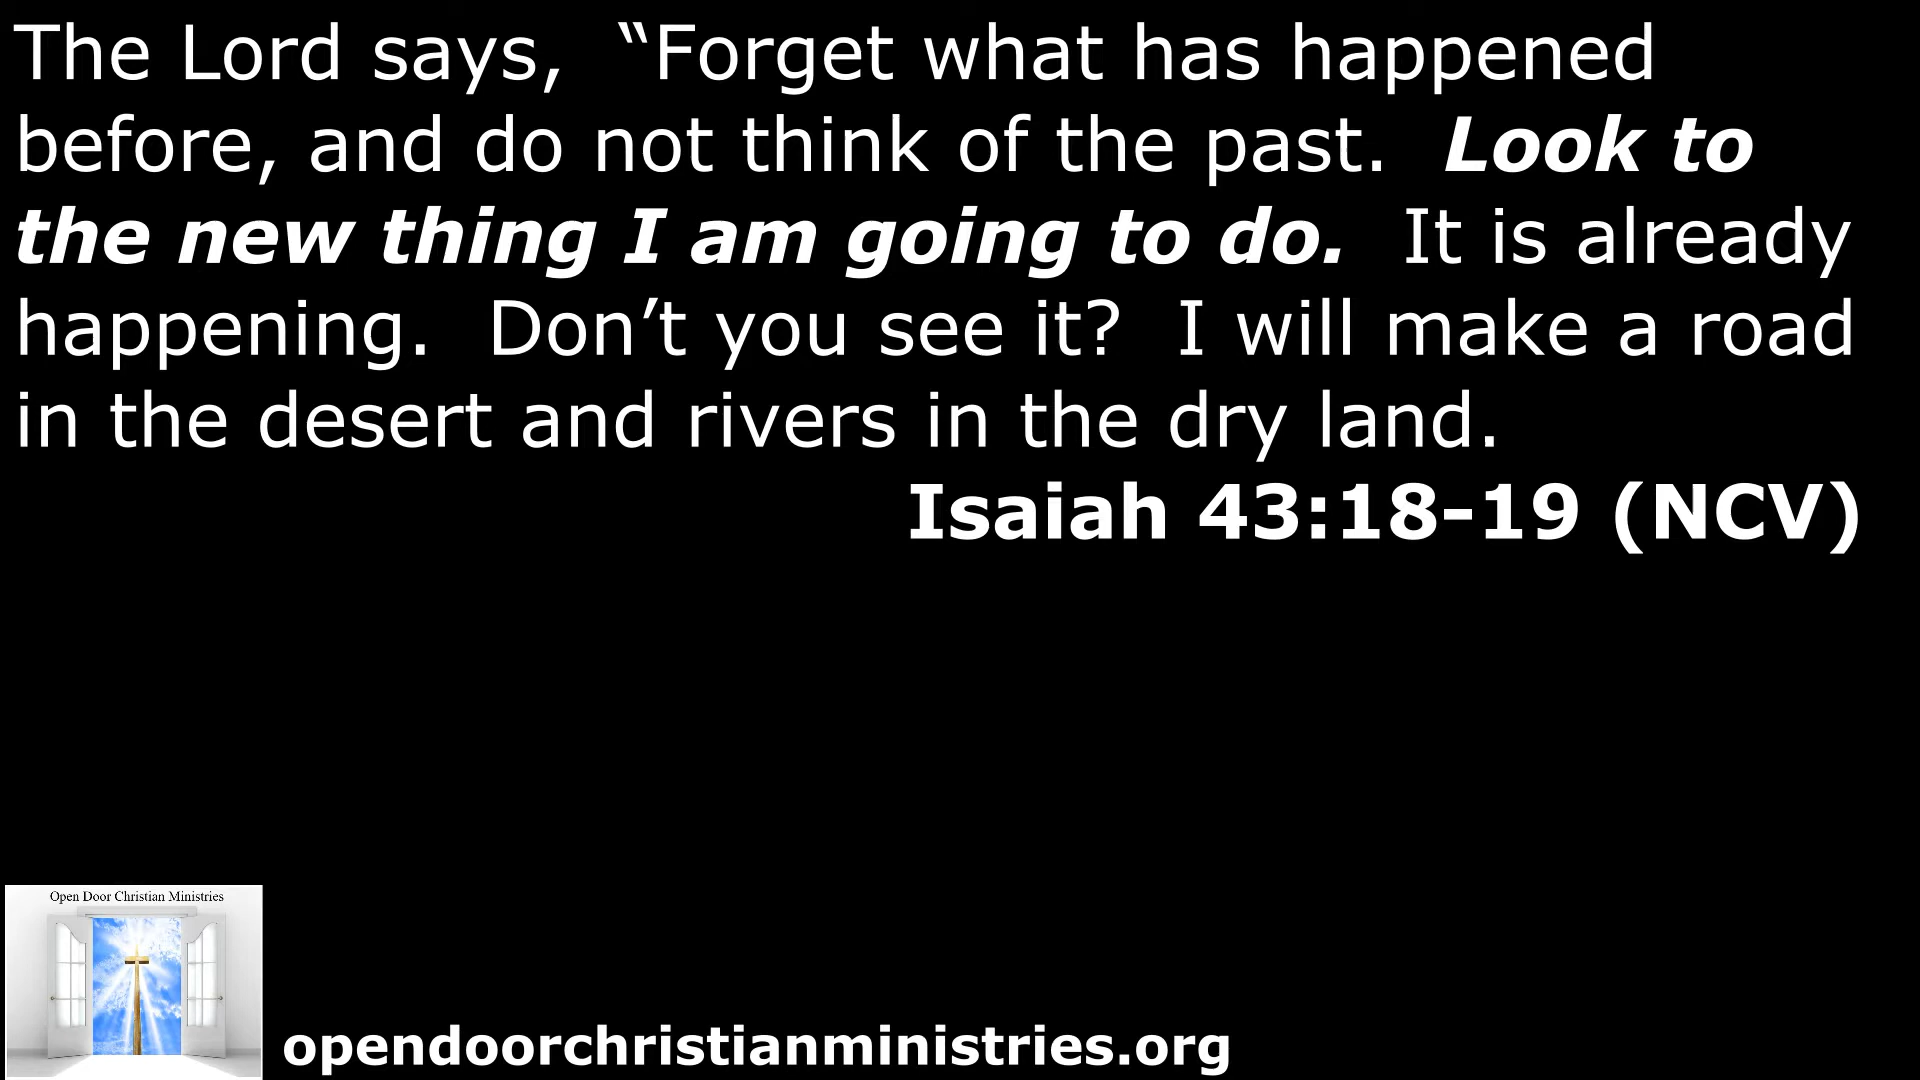 The Lord says,  “Forget what has happened
before, and do not think of the past.  Look to
the new thing I am going to do.  It is already
happening.  Don’t you see it?  I will make a road
in the desert and rivers in the dry land.
Isaiah 43:18-19 (NCV)
Open Door Christian Ministries
opendoorchristianministries.org